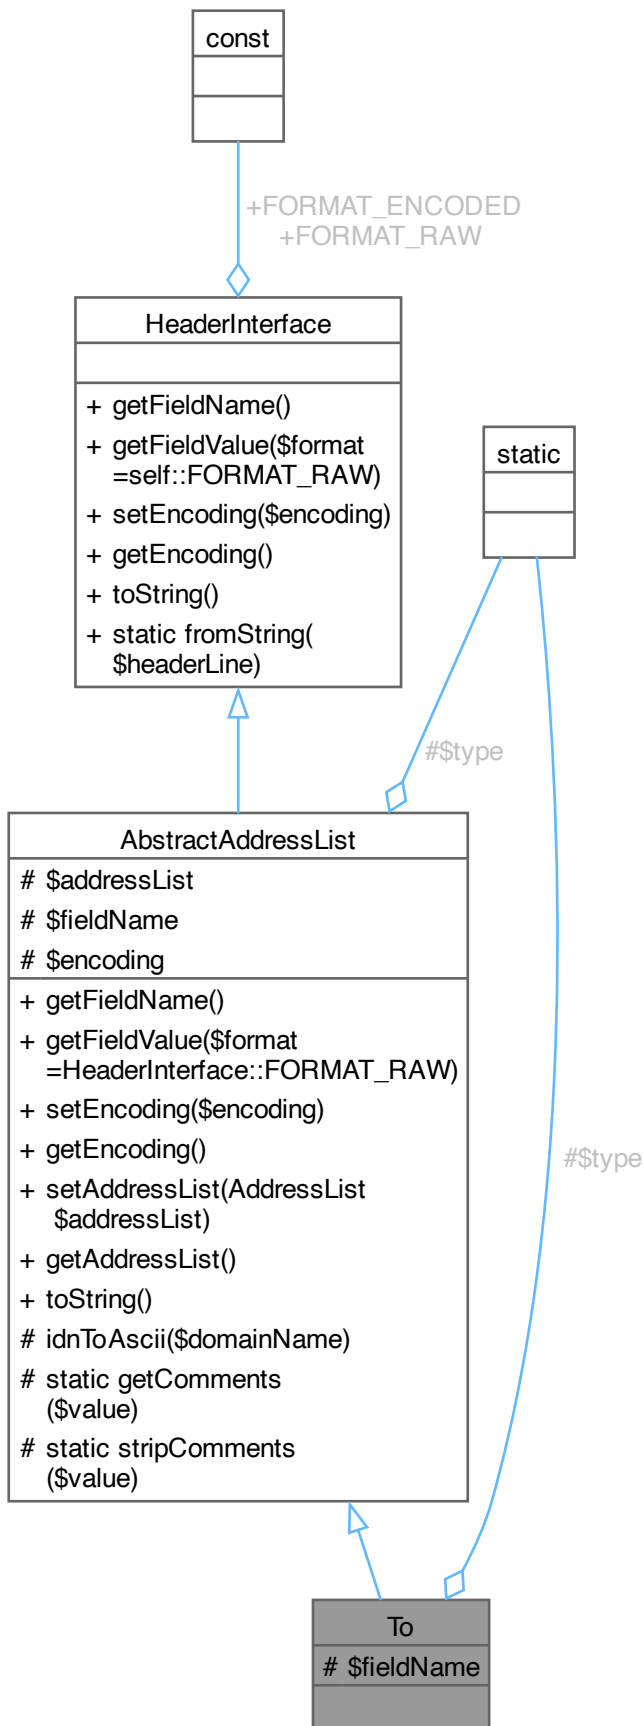 const
+FORMAT_ENCODED
+FORMAT_RAW
HeaderInterface
+ getFieldName()
+ getFieldValue($format
=self::FORMAT_RAW)
+ setEncoding($encoding)
+ getEncoding()
+ toString()
+ static fromString(
$headerLine)
static
#$type
AbstractAddressList
# $addressList
# $fieldName
# $encoding
+ getFieldName()
+ getFieldValue($format
=HeaderInterface::FORMAT_RAW)
+ setEncoding($encoding)
+ getEncoding()
+ setAddressList(AddressList
$addressList)
+ getAddressList()
+ toString()
# idnToAscii($domainName)
# static getComments
($value)
# static stripComments
($value)
#$type
To
# $fieldName